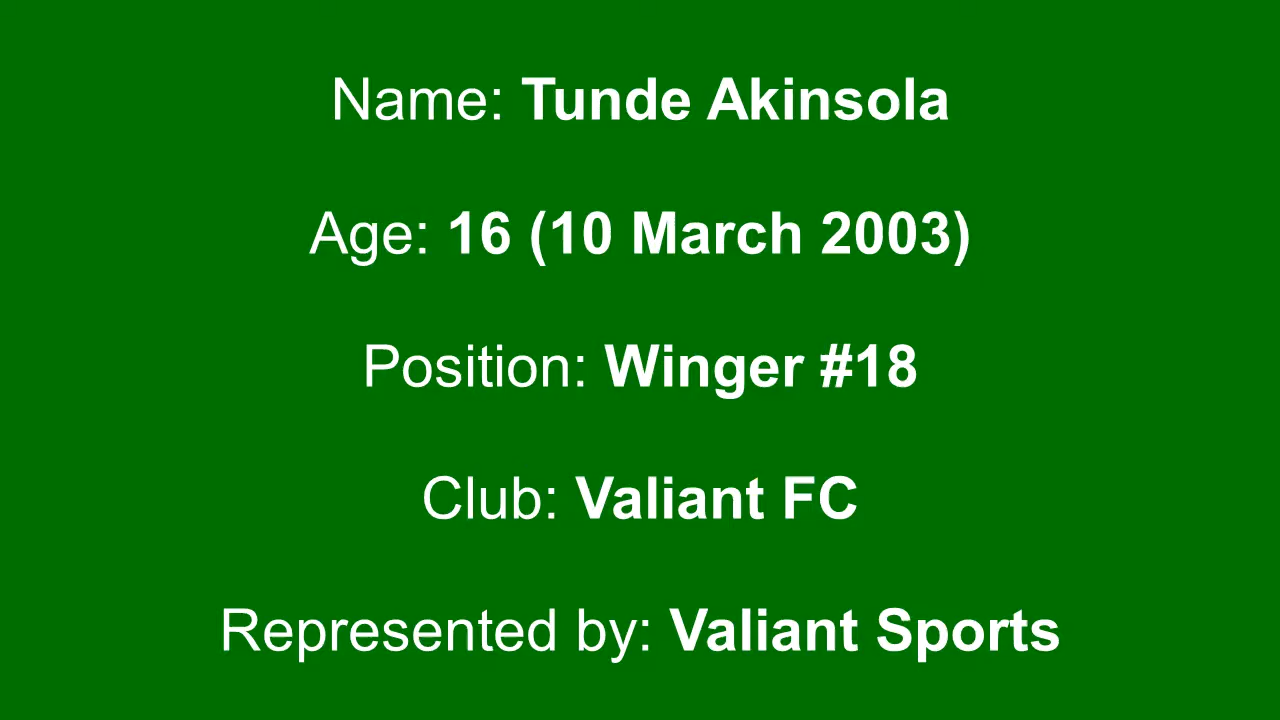 Name: Tunde Akinsola
Age: 16 (10 March 2003)
Position: Winger #18
Club: Valiant FC
Represented by: Valiant Sports